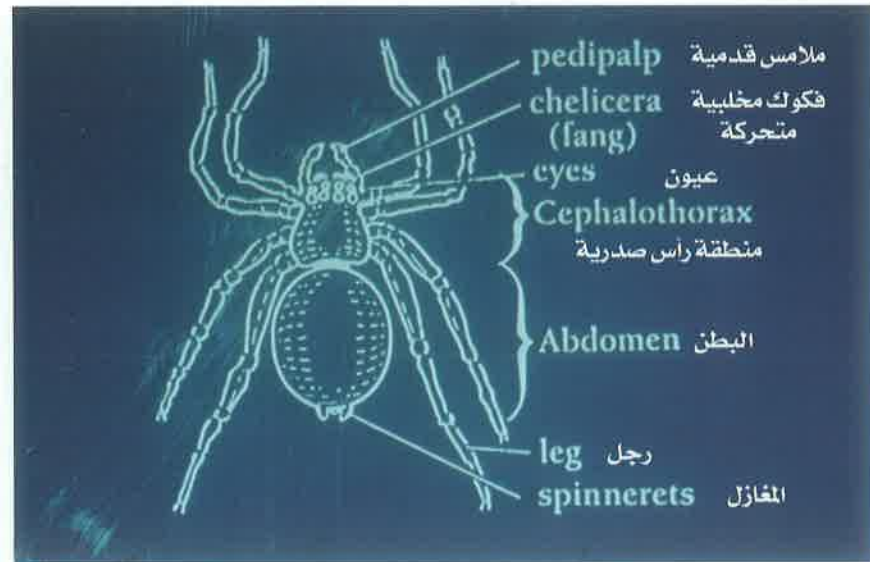 pedipalp ملامس قدمية
chelicera فكوك مخلبية
(fang) متحركة
eyes عيون
Cephalothorax
منطقة رأس صدرية
Abdomen البطن
leg رجل
spinnerets المغازل